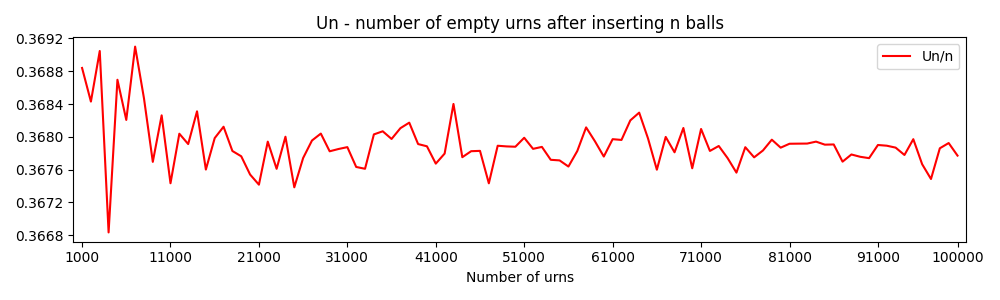 Un - number of empty urns after inserting n balls
0.3692
0.3688
0.3684
0.3680
0.3676
0.3672
0.3668
Un/n
1000 11000 21000 31000 41000 51000 61000 71000 81000 91000 100000
Number of urns